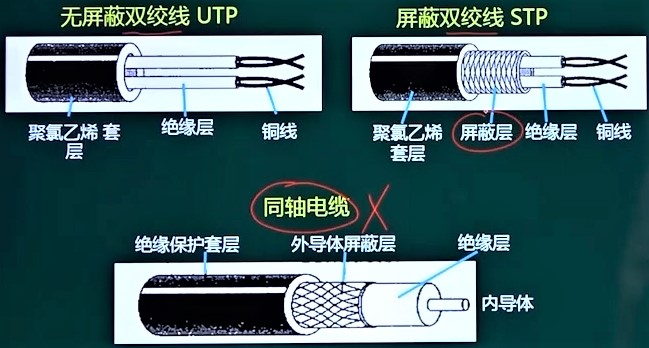 无屏蔽双绞线 UTP
屏蔽双绞线 STP
聚氯乙烯 套
层
绝缘层
铜线
聚氯乙烯
套层
屏蔽层
绝缘层
铜线
同轴电缆
绝缘保护套层
外导体屏蔽层
绝缘层
内导体